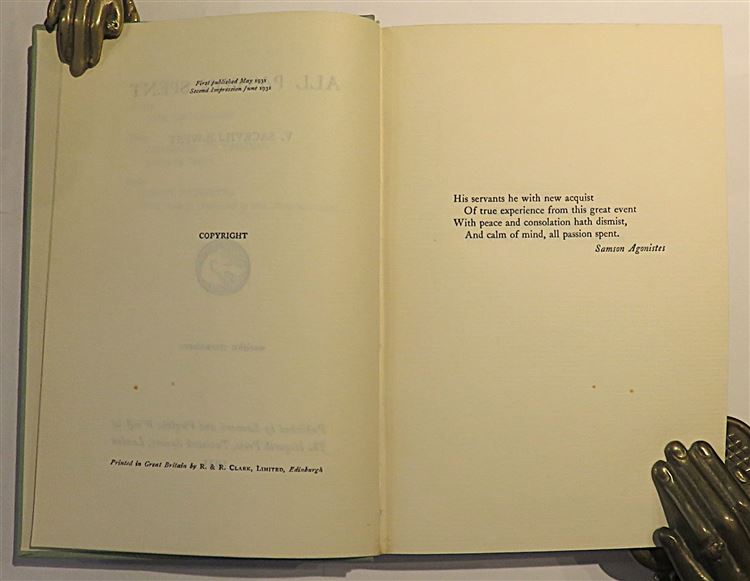 First published May 1931
Second Impression June 1931
COPYRIGHT
Printed in Great Britain by R. & R. CLARK, LIMITED, Edinburgh
His servants he with new acquist
Of true experience from this great event
With peace and consolation hath dismist,
And calm of mind, all passion spent.
Samson Agonistes